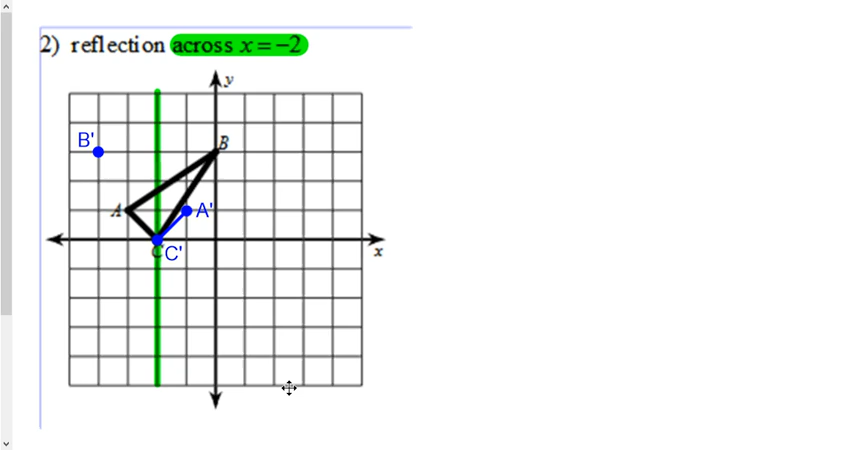 2) reflection across x = −2
y
B'
B
A
A'
C
C'
x